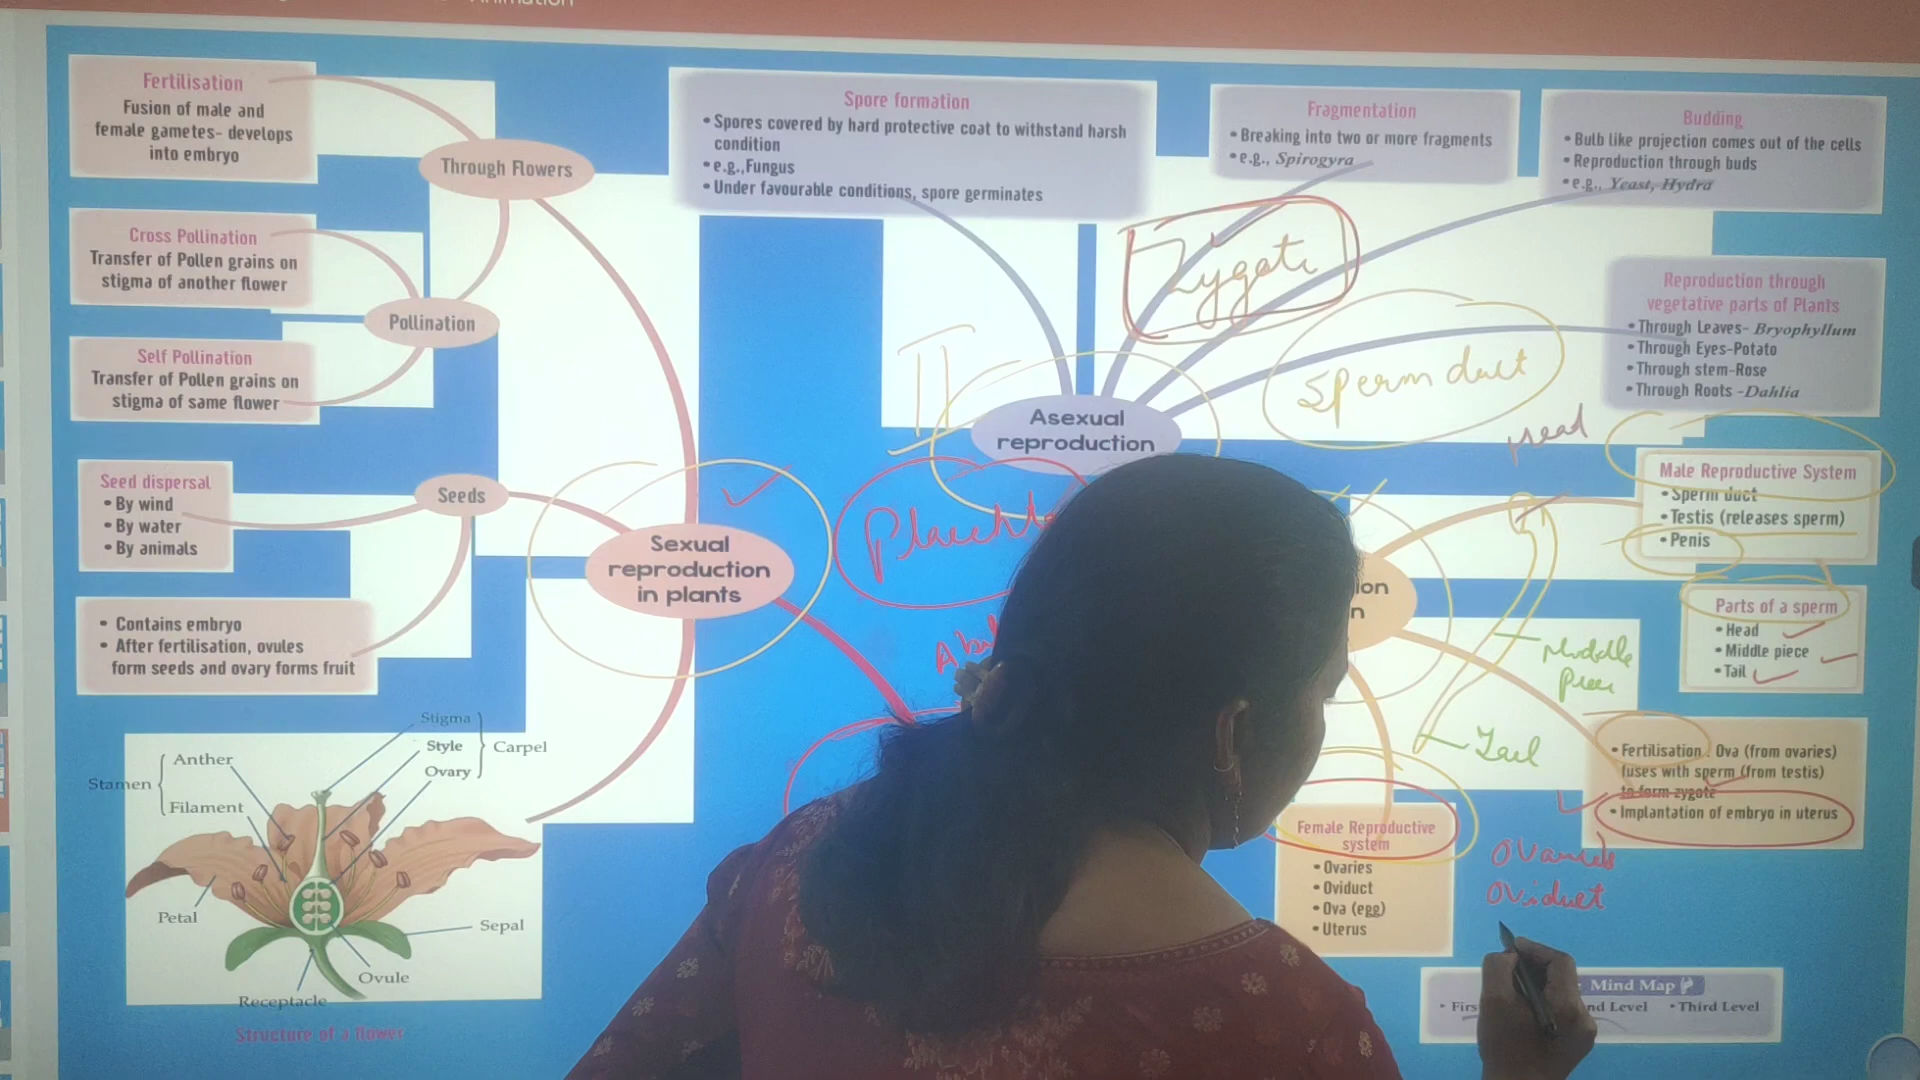 Animation
Fertilisation
Fusion of male and
female gametes- develops
into embryo
Through Flowers
Cross Pollination
Transfer of Pollen grains on
stigma of another flower
Pollination
Self Pollination
Transfer of Pollen grains on
stigma of same flower
Seed dispersal
• By wind
• By water
• By animals
Seeds
• Contains embryo
• After fertilisation, ovules
form seeds and ovary forms fruit
Sexual
reproduction
in plants
Stigma
Style
Ovary
Carpel
Anther
Stamen
Filament
Petal
Sepal
Ovule
Receptacle
Structure of a flower
Spore formation
• Spores covered by hard protective coat to withstand harsh
condition
• e.g.,Fungus
• Under favourable conditions, spore germinates
Fragmentation
• Breaking into two or more fragments
• e.g., Spirogyra
Budding
• Bulb like projection comes out of the cells
• Reproduction through buds
• e.g., Yeast, Hydra
Zygote
II
Sperm duct
Asexual
reproduction
Reproduction through
vegetative parts of Plants
• Through Leaves- Bryophyllum
• Through Eyes-Potato
• Through stem-Rose
• Through Roots -Dahlia
Head
Male Reproductive System
• Sperm duct
• Testis (releases sperm)
• Penis
Parts of a sperm
• Head
• Middle piece
• Tail
Middle
Tail
• Fertilisation : Ova (from ovaries)
fuses with sperm (from testis)
to form zygote
• Implantation of embryo in uterus
Female Reproductive
system
• Ovaries
• Oviduct
• Ova (egg)
• Uterus
Oviduct
Mind Map
• Third Level